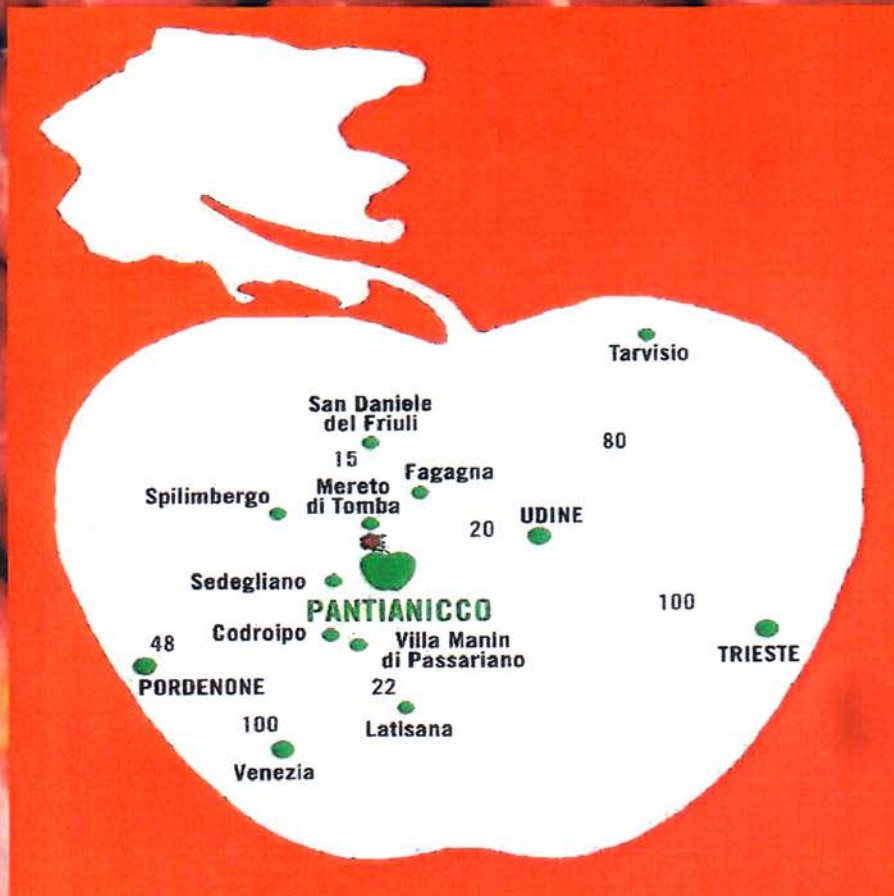 Tarvisio
San Daniele
del Friuli
80
15
Fagagna
Mereto
di Tomba
Spilimbergo
20
UDINE
Sedegliano
PANTIANICCO
100
Codroipo
Villa Manin
di Passariano
TRIESTE
48
PORDENONE
22
Latisana
100
Venezia